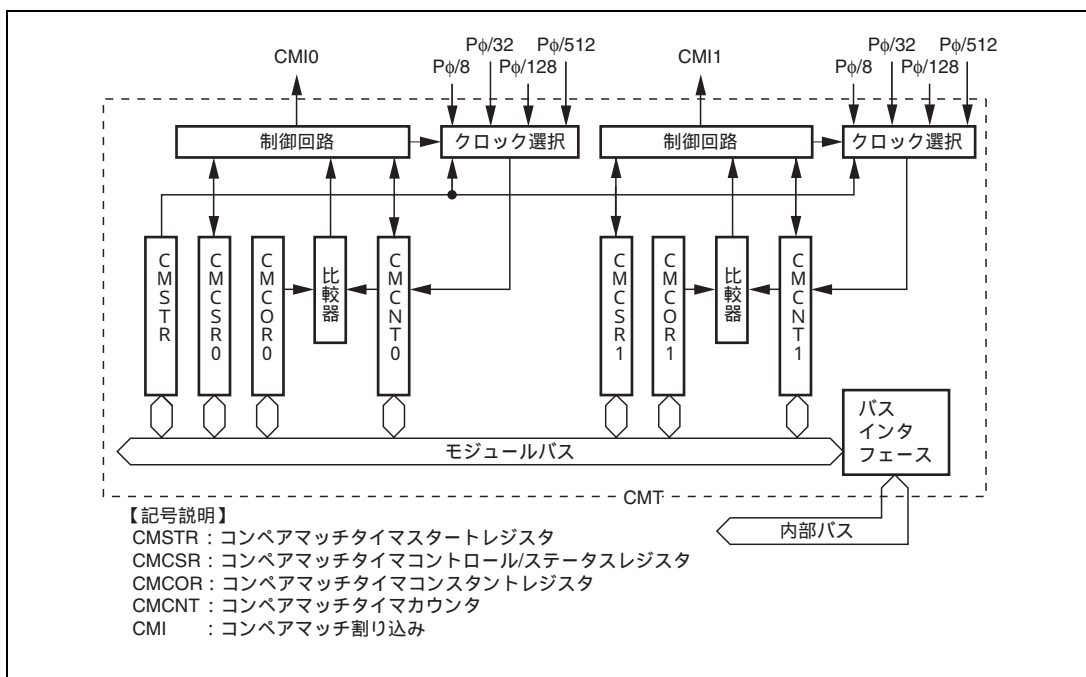 CMI0
Pφ/8
Pφ/32
Pφ/128
Pφ/512
CMI1
Pφ/8
Pφ/32
Pφ/128
Pφ/512
制御回路
クロック選択
制御回路
クロック選択
CMSTR
CMCSR0
CMCOR0
比較器
CMCNT0
CMCSR1
CMCOR1
比較器
CMCNT1
モジュールバス
バス
インタ
フェース
CMT
内部バス
【記号説明】
CMSTR : コンペアマッチタイマスタートレジスタ
CMCSR : コンペアマッチタイマコントロール/ステータスレジスタ
CMCOR : コンペアマッチタイマコンスタントレジスタ
CMCNT : コンペアマッチタイマカウンタ
CMI : コンペアマッチ割り込み